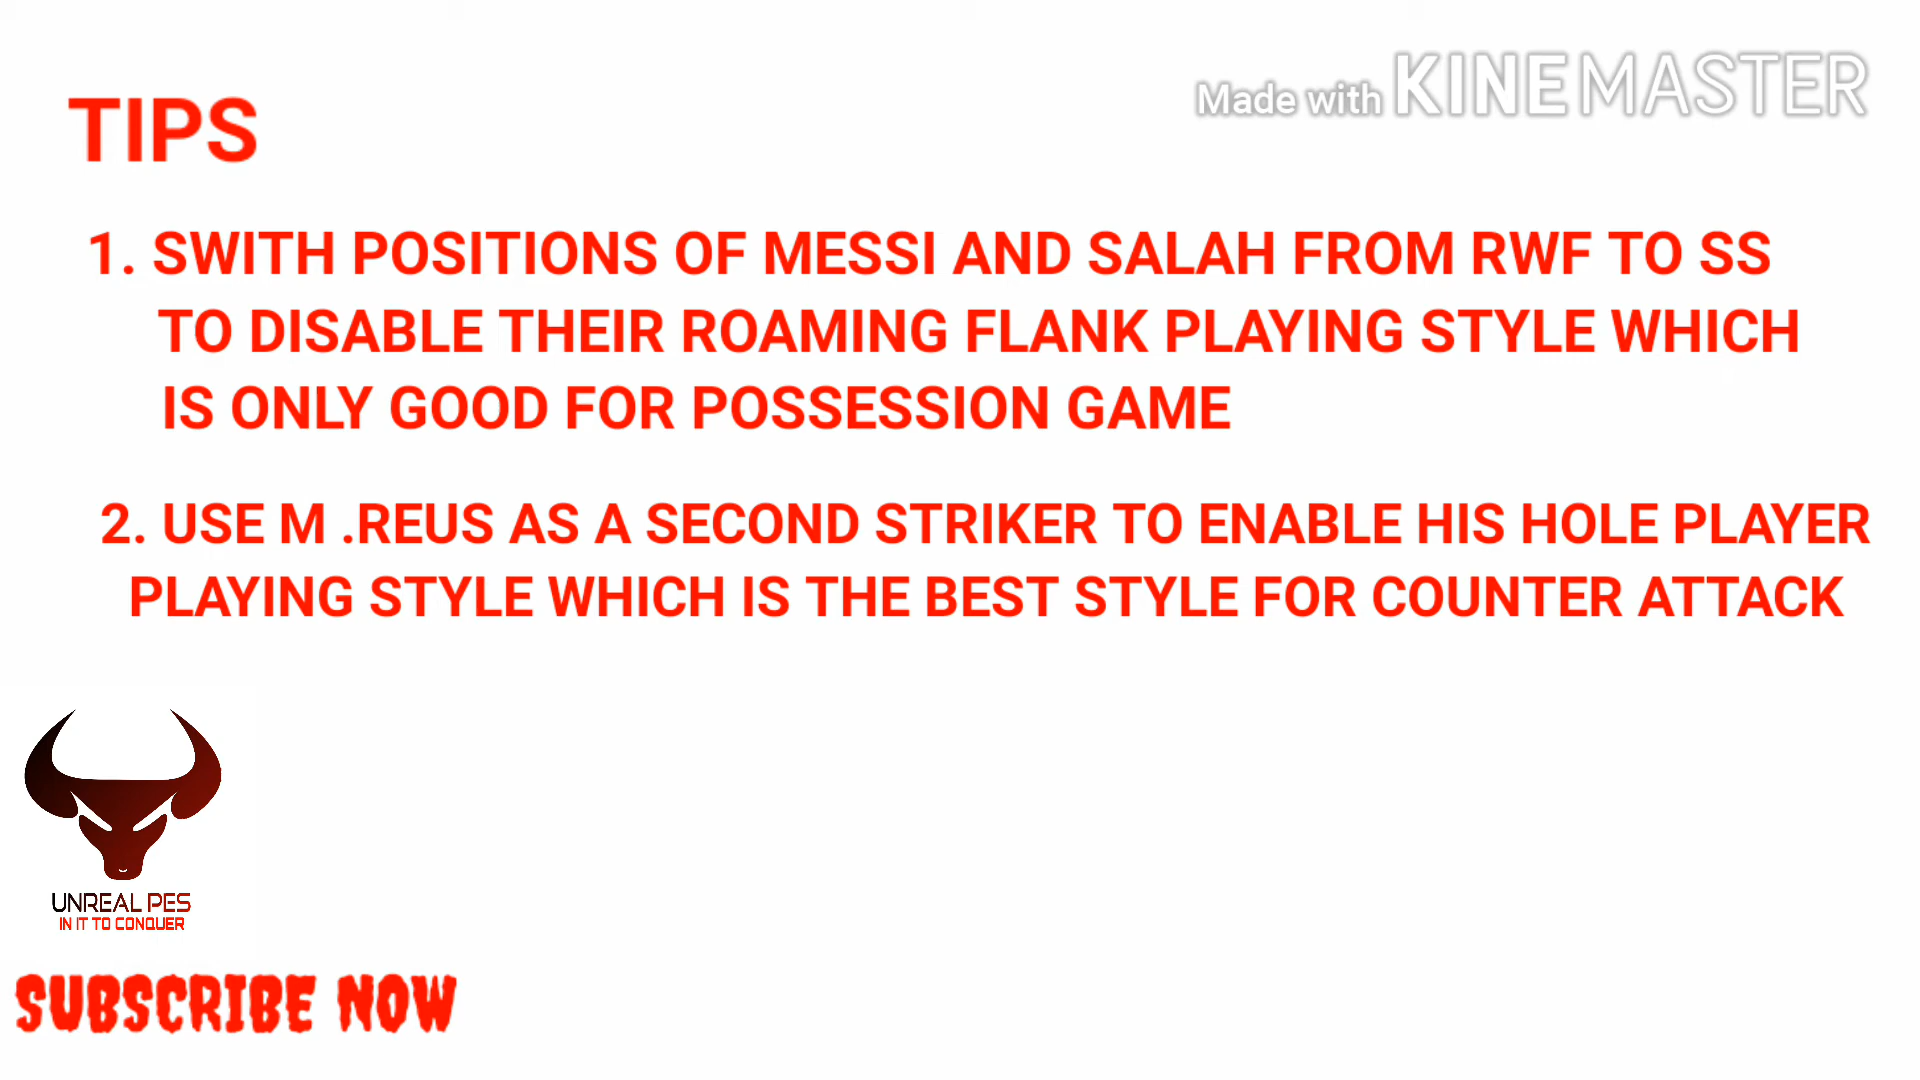 Made with KINEMASTER
TIPS
1. SWITH POSITIONS OF MESSI AND SALAH FROM RWF TO SS
TO DISABLE THEIR ROAMING FLANK PLAYING STYLE WHICH
IS ONLY GOOD FOR POSSESSION GAME
2. USE M .REUS AS A SECOND STRIKER TO ENABLE HIS HOLE PLAYER
PLAYING STYLE WHICH IS THE BEST STYLE FOR COUNTER ATTACK
UNREAL PES
IN IT TO CONQUER
SUBSCRIBE NOW